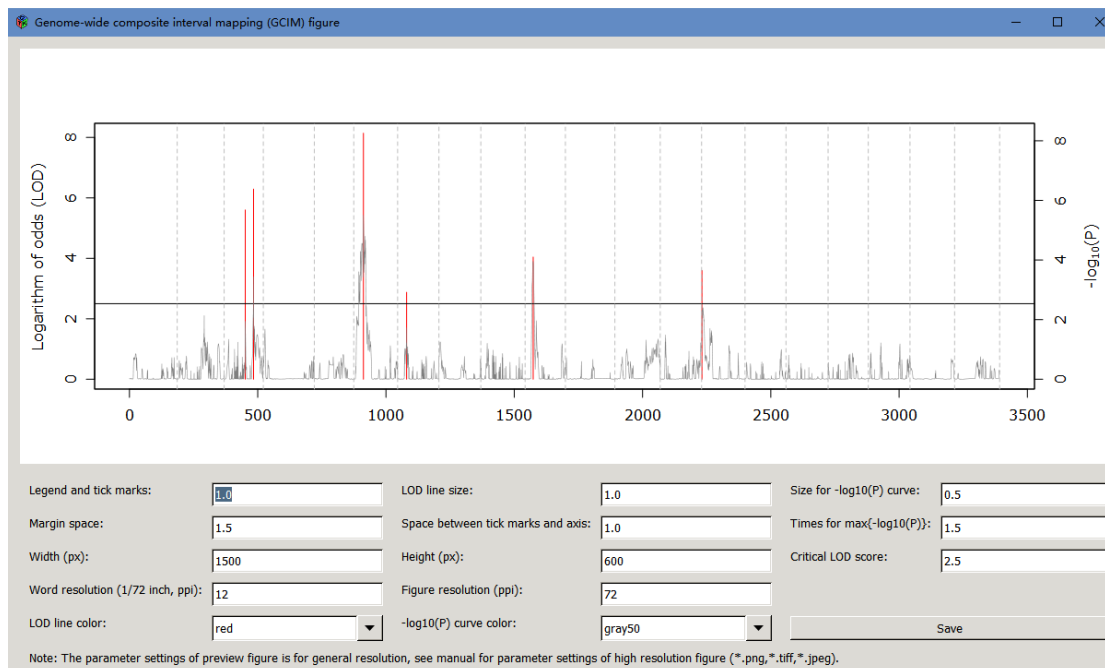 Genome-wide composite interval mapping (GCIM) figure
Logarithm of odds (LOD)
8
6
4
2
0
8
6
4
2
0
-log10(P)
0 500 1000 1500 2000 2500 3000 3500
Legend and tick marks: 1.0 LOD line size: 1.0 Size for -log10(P) curve: 0.5
Margin space: 1.5 Space between tick marks and axis: 1.0 Times for max{-log10(P)}: 1.5
Width (px): 1500 Height (px): 600 Critical LOD score: 2.5
Word resolution (1/72 inch, ppi): 12 Figure resolution (ppi): 72
LOD line color: red -log10(P) curve color: gray50 Save
Note: The parameter settings of preview figure is for general resolution, see manual for parameter settings of high resolution figure (*.png,*.tiff,*.jpeg).